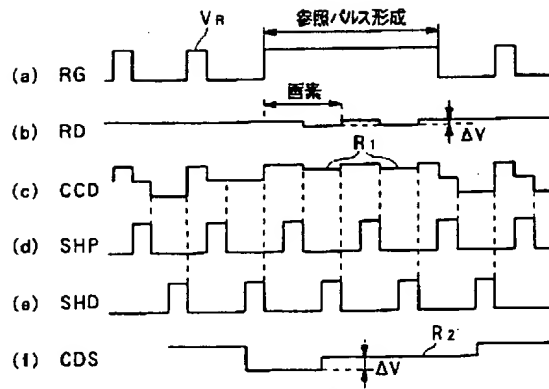 VR
参照パルス形成
(a) RG
画素
(b) RD
ΔV
R1
(c) CCD
(d) SHP
(e) SHD
(f) CDS
R2
ΔV